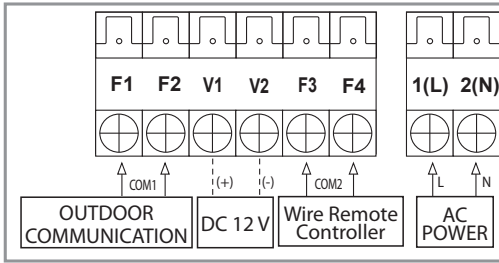 F1 F2 V1 V2 F3 F4 1(L) 2(N)
COM1 (+) (-) COM2 L N
OUTDOOR
COMMUNICATION
DC 12 V
Wire Remote
Controller
AC
POWER